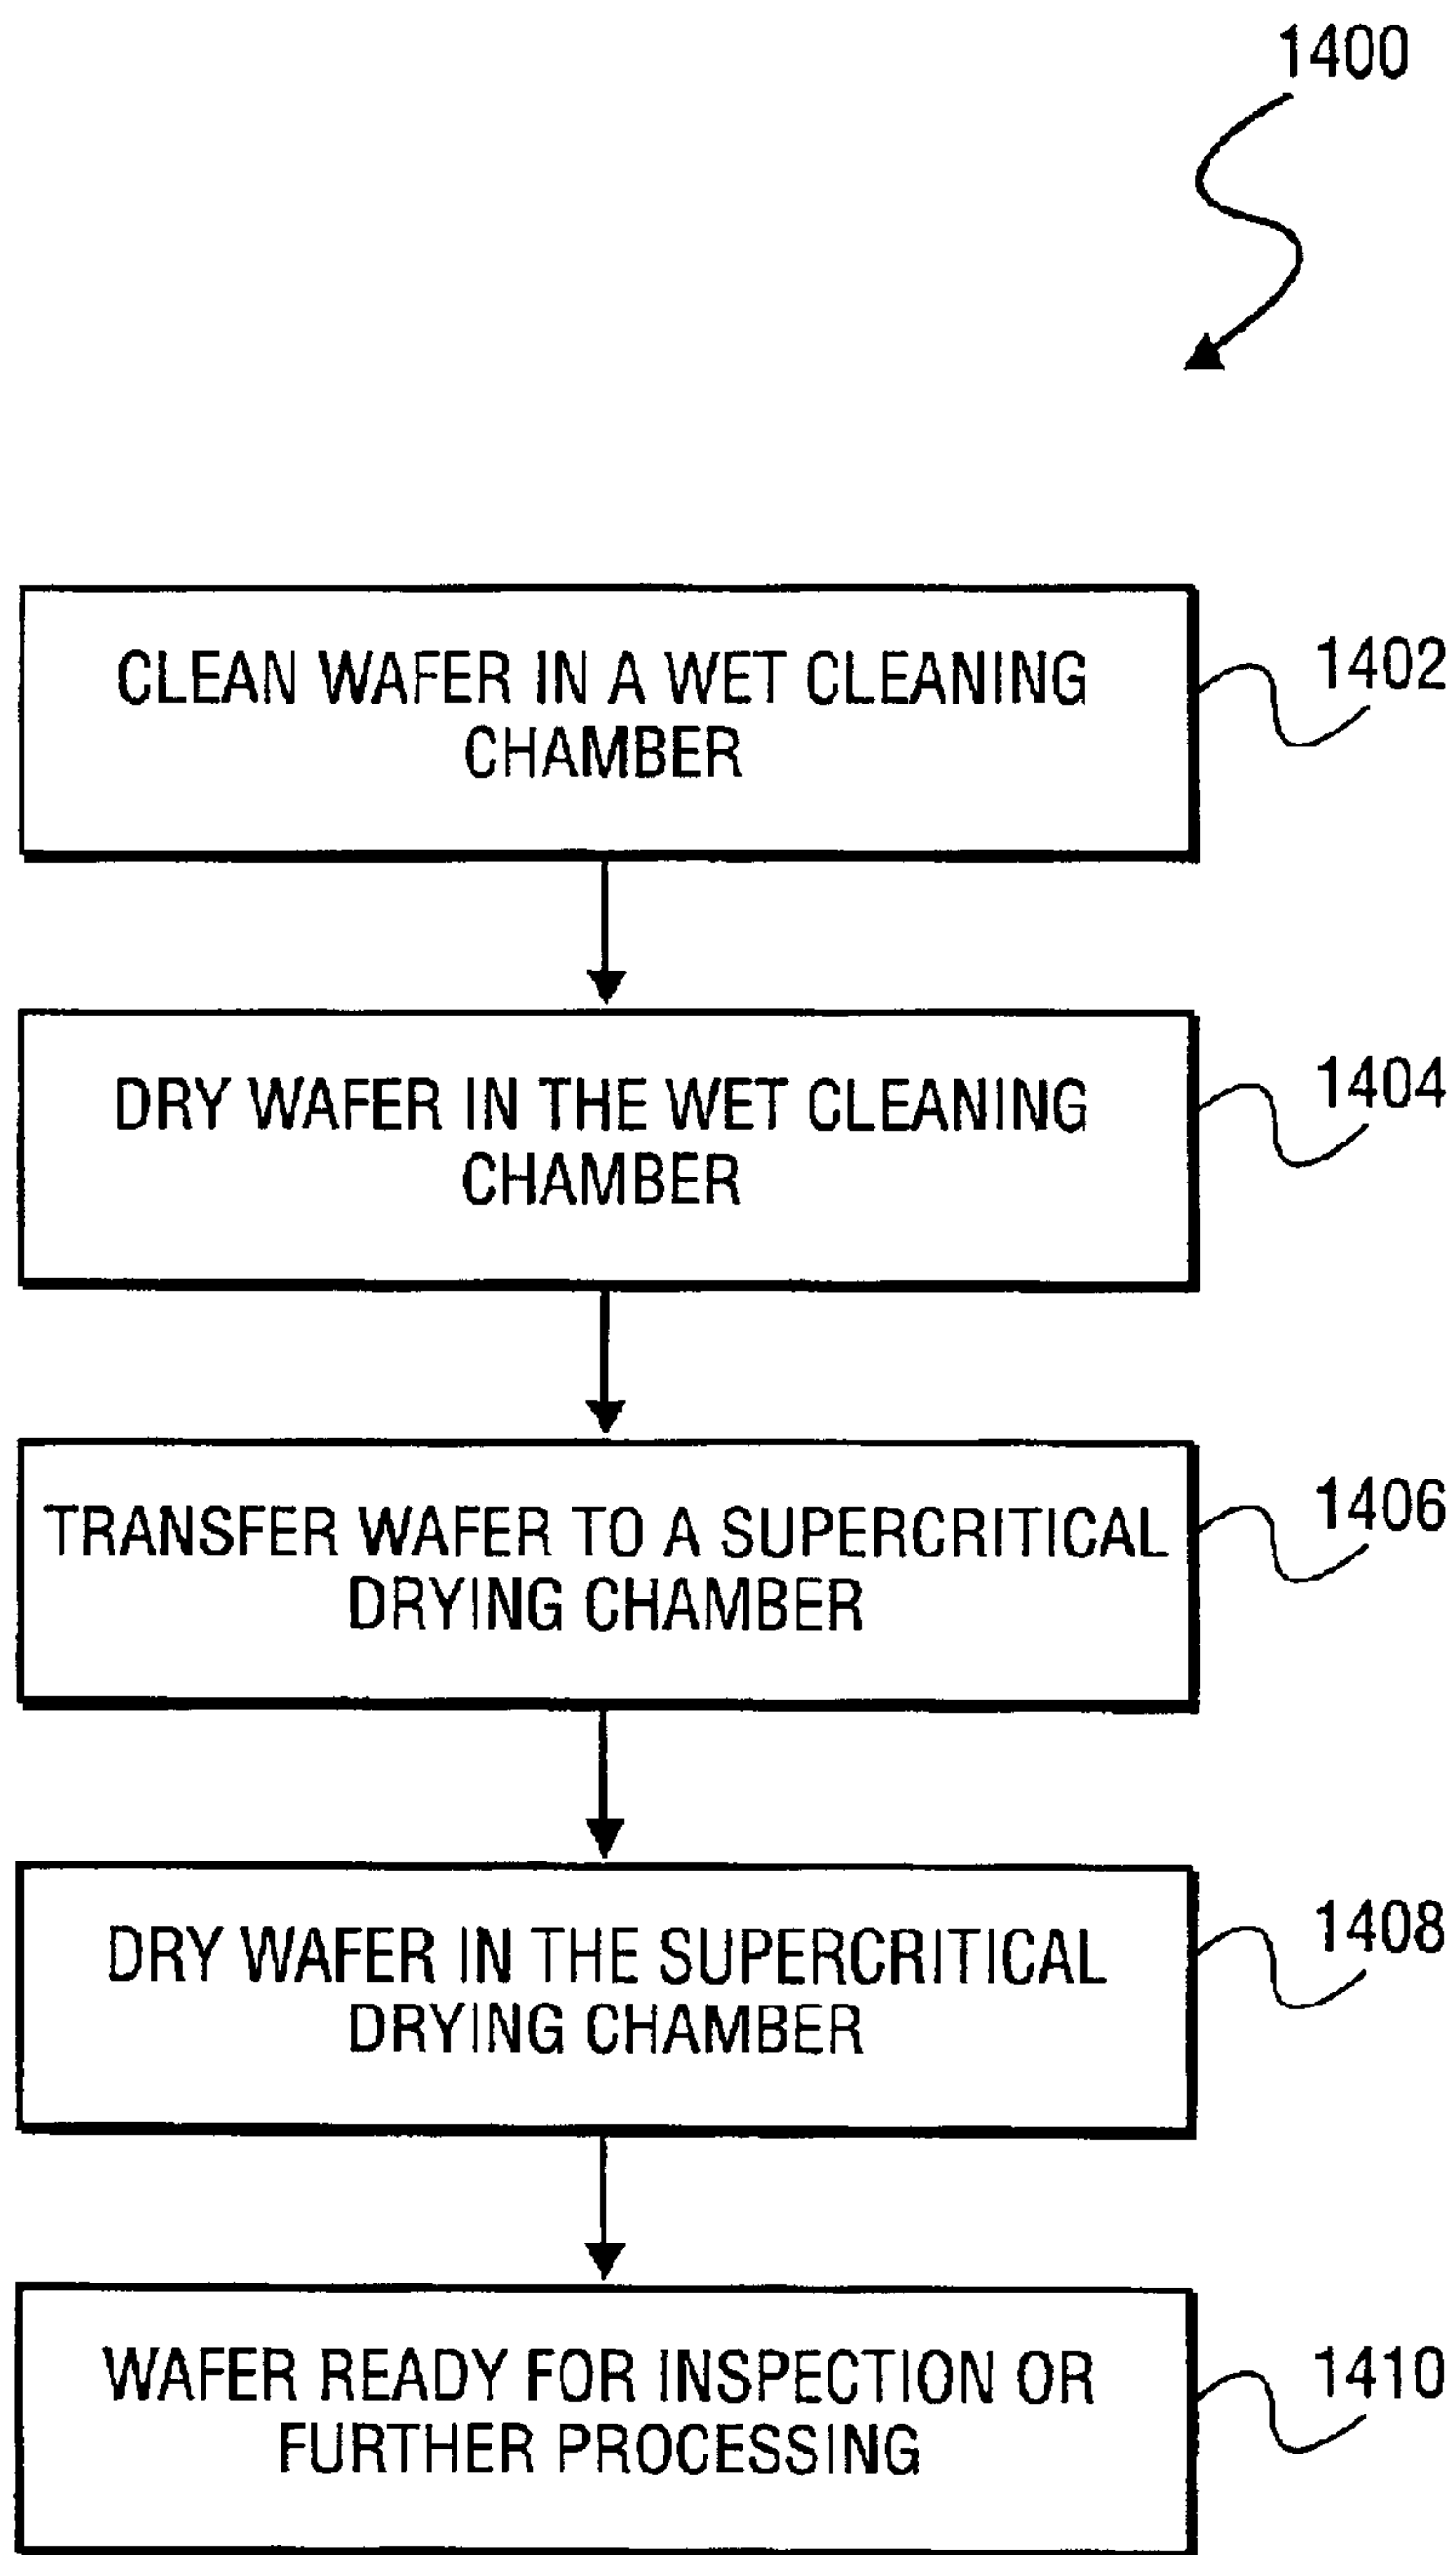 1400
CLEAN WAFER IN A WET CLEANING
CHAMBER
1402
DRY WAFER IN THE WET CLEANING
CHAMBER
1404
TRANSFER WAFER TO A SUPERCRITICAL
DRYING CHAMBER
1406
DRY WAFER IN THE SUPERCRITICAL
DRYING CHAMBER
1408
WAFER READY FOR INSPECTION OR
FURTHER PROCESSING
1410